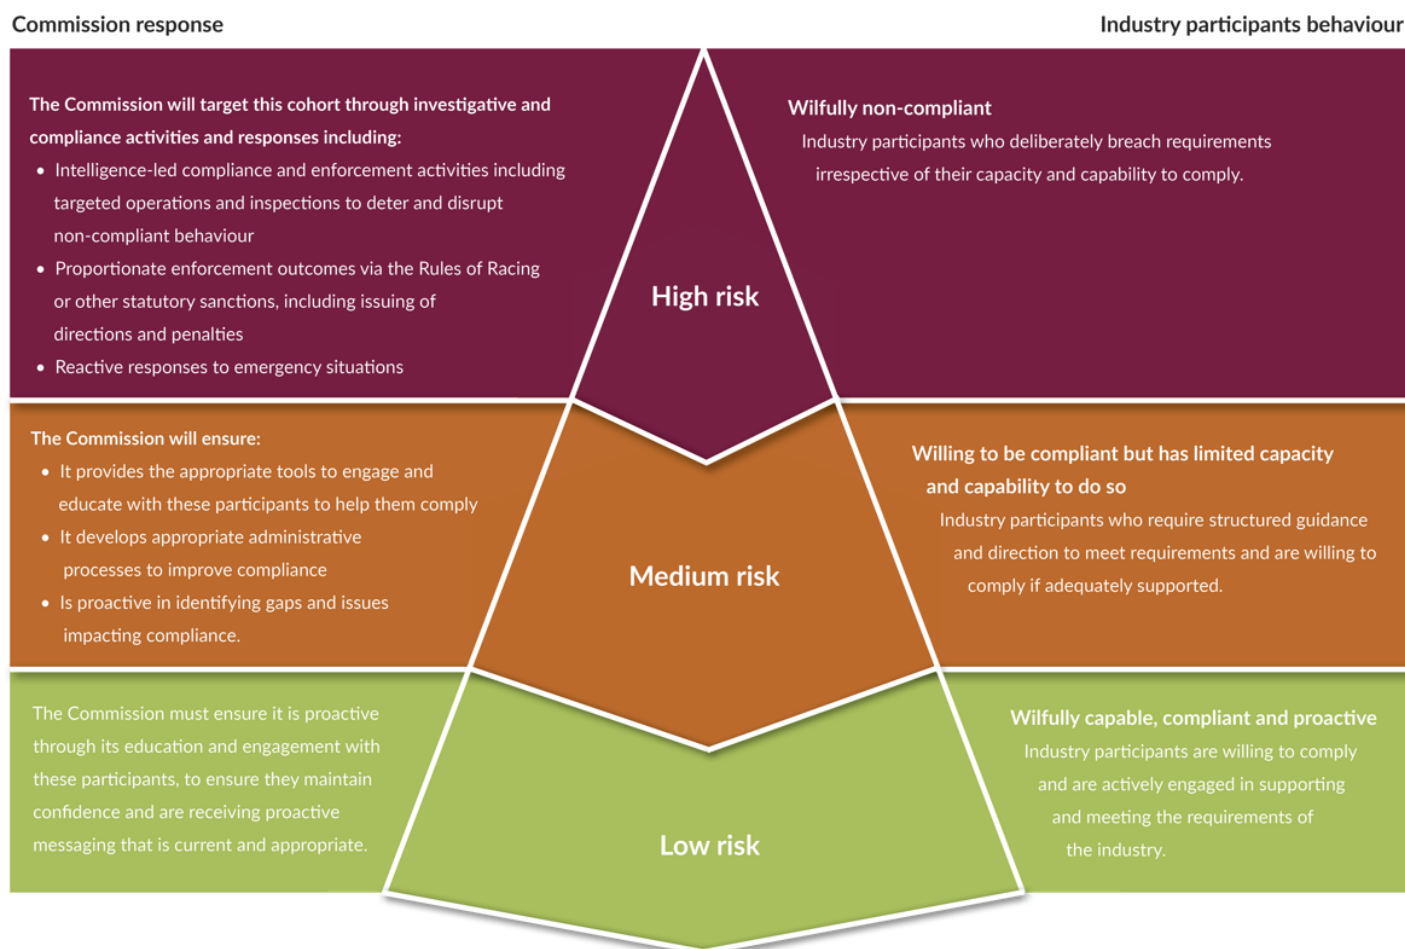 Commission response
Industry participants behaviour
The Commission will target this cohort through investigative and
compliance activities and responses including:
• Intelligence-led compliance and enforcement activities including
targeted operations and inspections to deter and disrupt
non-compliant behaviour
• Proportionate enforcement outcomes via the Rules of Racing
or other statutory sanctions, including issuing of
directions and penalties
• Reactive responses to emergency situations
High risk
Wilfully non-compliant
Industry participants who deliberately breach requirements
irrespective of their capacity and capability to comply.
The Commission will ensure:
• It provides the appropriate tools to engage and
educate with these participants to help them comply
• It develops appropriate administrative
processes to improve compliance
• Is proactive in identifying gaps and issues
impacting compliance.
Medium risk
Willing to be compliant but has limited capacity
and capability to do so
Industry participants who require structured guidance
and direction to meet requirements and are willing to
comply if adequately supported.
The Commission must ensure it is proactive
through its education and engagement with
these participants, to ensure they maintain
confidence and are receiving proactive
messaging that is current and appropriate.
Low risk
Wilfully capable, compliant and proactive
Industry participants are willing to comply
and are actively engaged in supporting
and meeting the requirements of
the industry.